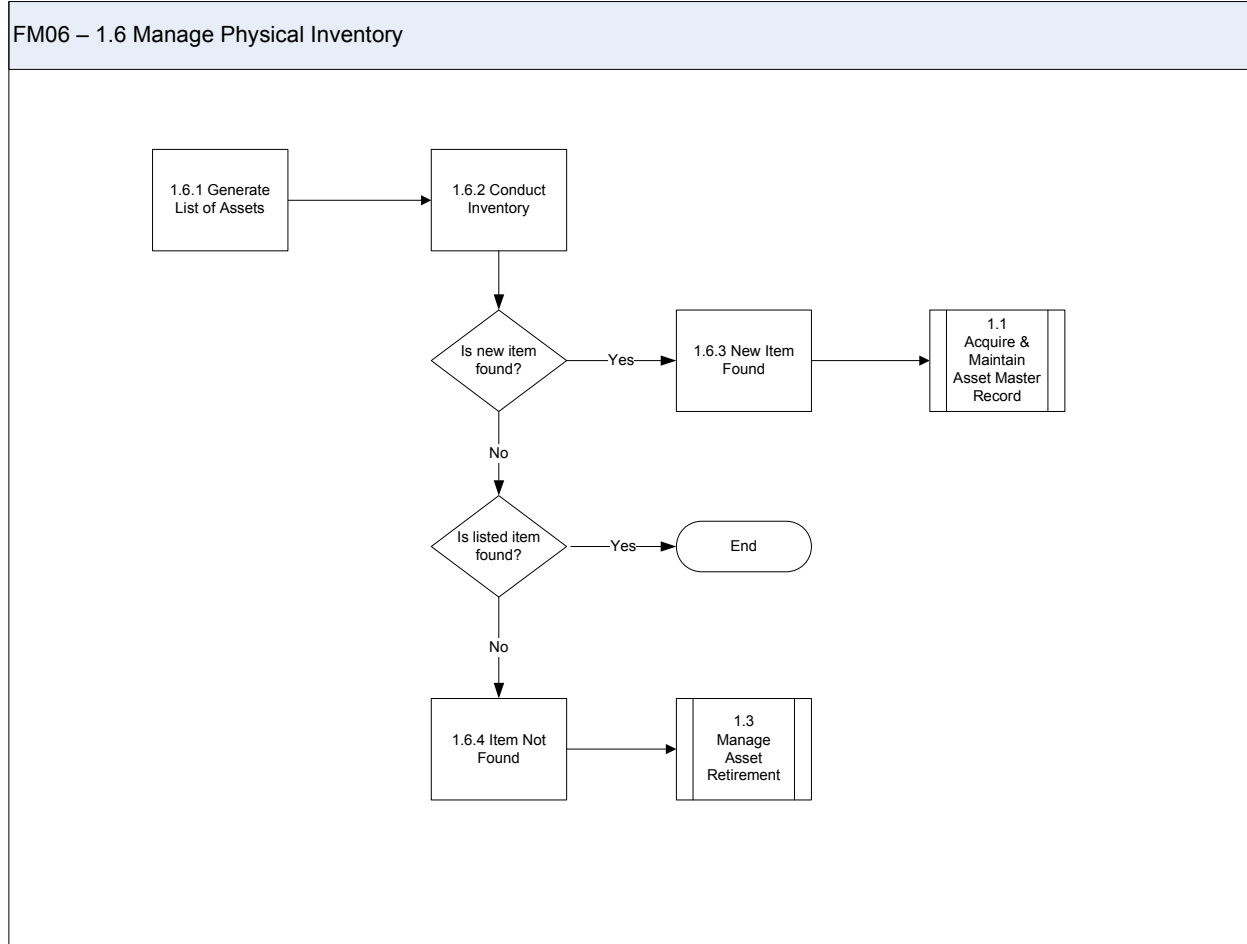 FM06 – 1.6 Manage Physical Inventory
1.6.1 Generate
List of Assets
1.6.2 Conduct
Inventory
Is new item
found?
Yes
1.6.3 New Item
Found
1.1
Acquire &
Maintain
Asset Master
Record
No
Is listed item
found?
Yes
End
No
1.6.4 Item Not
Found
1.3
Manage
Asset
Retirement